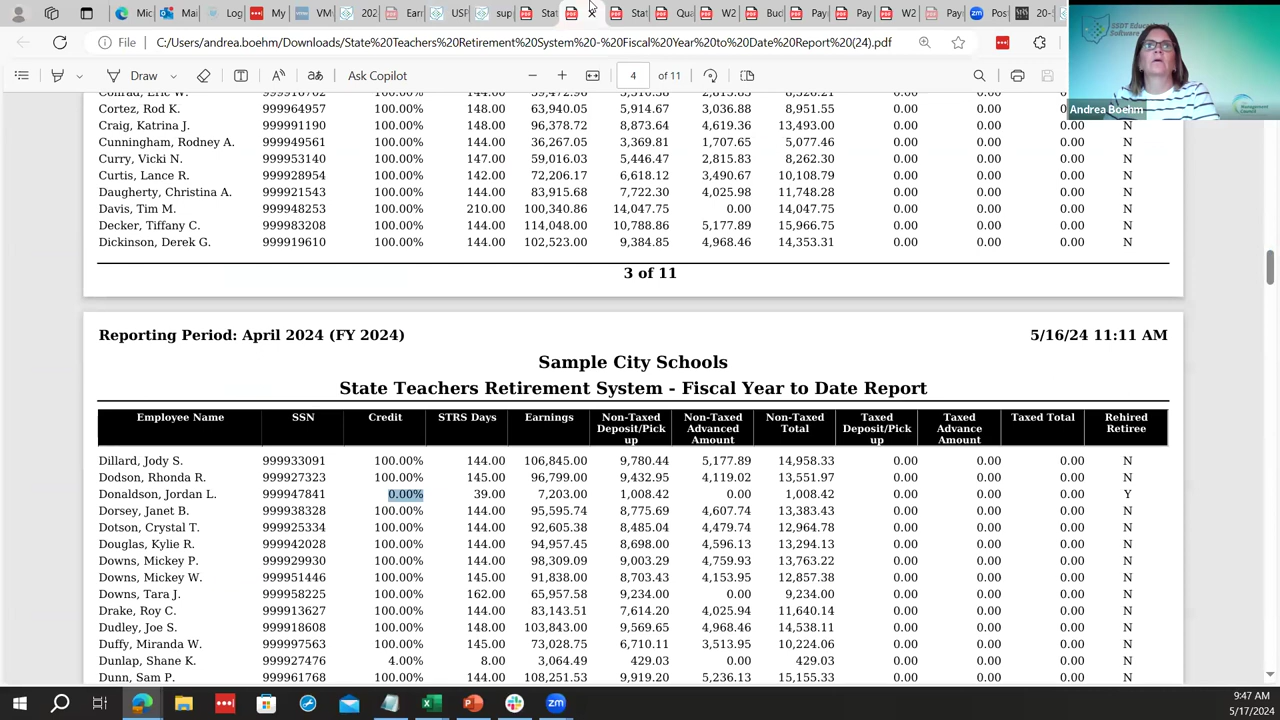 Mic
Mai
Log
My
VM
202
Earn
USF
sup
Sta
Sta
Qua
W2
Bud
Pay
Pay
W2
Pay
Pos
20-
File
C:/Users/andrea.boehm/Downloads/State%20Teachers%20Retirement%20System%20-%20Fiscal%20Year%20to%20Date%20Report%20(24).pdf
Draw
Ask Copilot
4 of 11
SSDT Educational
Andrea Boehm
Cortez, Rod K. 999964957 100.00% 148.00 63,940.05 5,914.67 3,036.88 8,951.55 0.00 0.00 0.00 N
Craig, Katrina J. 999991190 100.00% 148.00 96,378.72 8,873.64 4,619.36 13,493.00 0.00 0.00 0.00 N
Cunningham, Rodney A. 999949561 100.00% 144.00 36,267.05 3,369.81 1,707.65 5,077.46 0.00 0.00 0.00 N
Curry, Vicki N. 999953140 100.00% 147.00 59,016.03 5,446.47 2,815.83 8,262.30 0.00 0.00 0.00 N
Curtis, Lance R. 999928954 100.00% 142.00 72,206.17 6,618.12 3,490.67 10,108.79 0.00 0.00 0.00 N
Daugherty, Christina A. 999921543 100.00% 144.00 83,915.68 7,722.30 4,025.98 11,748.28 0.00 0.00 0.00 N
Davis, Tim M. 999948253 100.00% 210.00 100,340.86 14,047.75 0.00 14,047.75 0.00 0.00 0.00 N
Decker, Tiffany C. 999983208 100.00% 144.00 114,048.00 10,788.86 5,177.89 15,966.75 0.00 0.00 0.00 N
Dickinson, Derek G. 999919610 100.00% 144.00 102,523.00 9,384.85 4,968.46 14,353.31 0.00 0.00 0.00 N
3 of 11
Reporting Period: April 2024 (FY 2024) 5/16/24 11:11 AM
Sample City Schools
State Teachers Retirement System - Fiscal Year to Date Report
Employee Name SSN Credit STRS Days Earnings Non-Taxed Deposit/Pick up Non-Taxed Advanced Amount Non-Taxed Total Taxed Deposit/Pick up Taxed Advance Amount Taxed Total Rehired Retiree
Dillard, Jody S. 999933091 100.00% 144.00 106,845.00 9,780.44 5,177.89 14,958.33 0.00 0.00 0.00 N
Dodson, Rhonda R. 999927323 100.00% 145.00 96,799.00 9,432.95 4,119.02 13,551.97 0.00 0.00 0.00 N
Donaldson, Jordan L. 999947841 0.00% 39.00 7,203.00 1,008.42 0.00 1,008.42 0.00 0.00 0.00 Y
Dorsey, Janet B. 999938328 100.00% 144.00 95,595.74 8,775.69 4,607.74 13,383.43 0.00 0.00 0.00 N
Dotson, Crystal T. 999925334 100.00% 144.00 92,605.38 8,485.04 4,479.74 12,964.78 0.00 0.00 0.00 N
Douglas, Kylie R. 999942028 100.00% 144.00 94,957.45 8,698.00 4,596.13 13,294.13 0.00 0.00 0.00 N
Downs, Mickey P. 999929930 100.00% 144.00 98,309.09 9,003.29 4,759.93 13,763.22 0.00 0.00 0.00 N
Downs, Mickey W. 999951446 100.00% 145.00 91,838.00 8,703.43 4,153.95 12,857.38 0.00 0.00 0.00 N
Downs, Tara J. 999958225 100.00% 162.00 65,957.58 9,234.00 0.00 9,234.00 0.00 0.00 0.00 N
Drake, Roy C. 999913627 100.00% 144.00 83,143.51 7,614.20 4,025.94 11,640.14 0.00 0.00 0.00 N
Dudley, Joe S. 999918608 100.00% 148.00 103,843.00 9,569.65 4,968.46 14,538.11 0.00 0.00 0.00 N
Duffy, Miranda W. 999997563 100.00% 145.00 73,028.75 6,710.11 3,513.95 10,224.06 0.00 0.00 0.00 N
Dunlap, Shane K. 999927476 4.00% 8.00 3,064.49 429.03 0.00 429.03 0.00 0.00 0.00 N
Dunn, Sam P. 999961768 100.00% 144.00 108,251.53 9,919.20 5,236.13 15,155.33 0.00 0.00 0.00 N
9:47 AM
5/17/2024